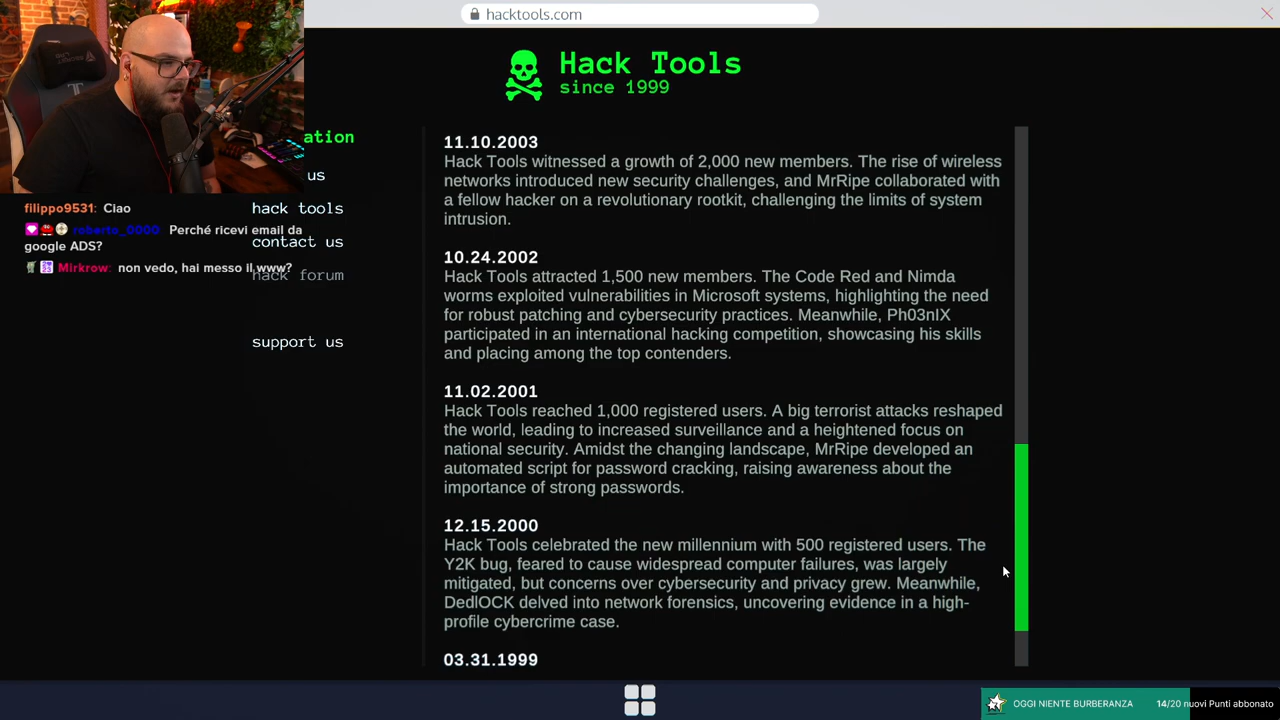 hacktools.com
Hack Tools
since 1999
ation
us
hack tools
contact us
hack forum
support us
filippo9531: Ciao
roberto_0000 Perché ricevi email da
google ADS?
Mirkrow: non vedo, hai messo il www?
11.10.2003
Hack Tools witnessed a growth of 2,000 new members. The rise of wireless
networks introduced new security challenges, and MrRipe collaborated with
a fellow hacker on a revolutionary rootkit, challenging the limits of system
intrusion.
10.24.2002
Hack Tools attracted 1,500 new members. The Code Red and Nimda
worms exploited vulnerabilities in Microsoft systems, highlighting the need
for robust patching and cybersecurity practices. Meanwhile, Ph03nIX
participated in an international hacking competition, showcasing his skills
and placing among the top contenders.
11.02.2001
Hack Tools reached 1,000 registered users. A big terrorist attacks reshaped
the world, leading to increased surveillance and a heightened focus on
national security. Amidst the changing landscape, MrRipe developed an
automated script for password cracking, raising awareness about the
importance of strong passwords.
12.15.2000
Hack Tools celebrated the new millennium with 500 registered users. The
Y2K bug, feared to cause widespread computer failures, was largely
mitigated, but concerns over cybersecurity and privacy grew. Meanwhile,
DedlOCK delved into network forensics, uncovering evidence in a high-
profile cybercrime case.
03.31.1999
OGGI NIENTE BURBERANZA 14/20 nuovi Punti abbonato